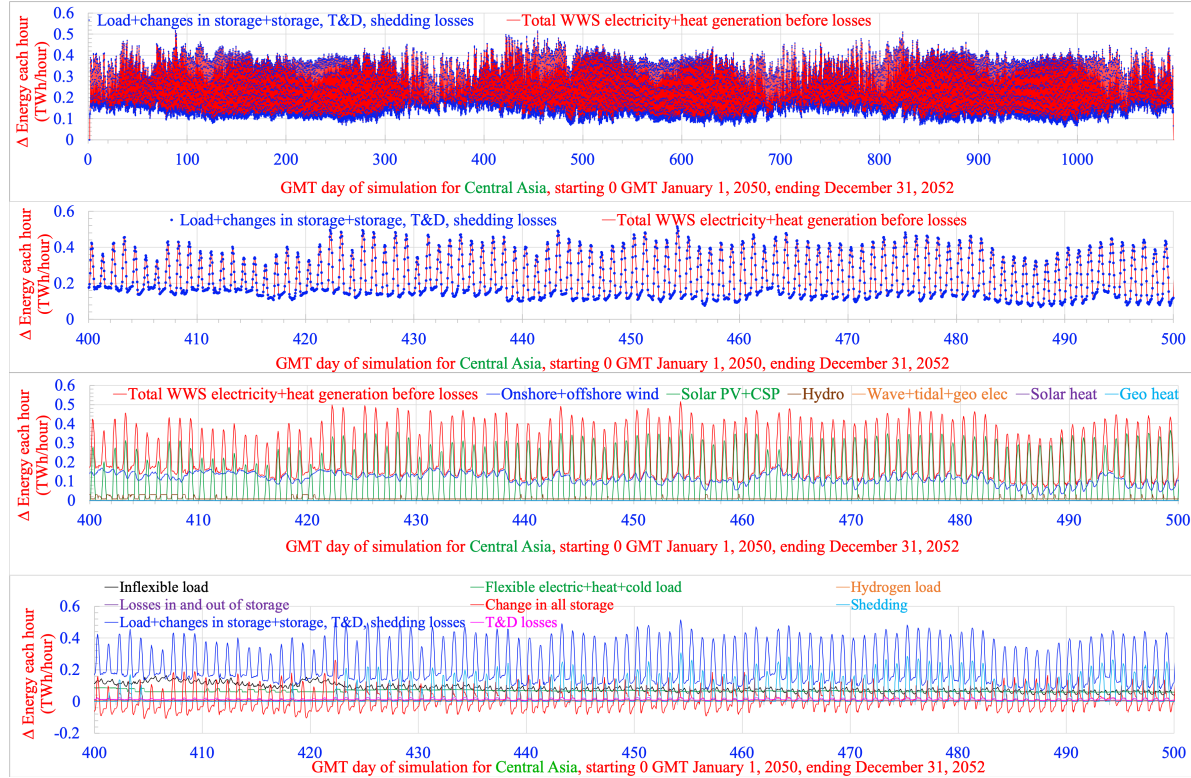 Load+changes in storage+storage, T&D, shedding losses —Total WWS electricity+heat generation before losses
Δ Energy each hour
(TWh/hour)
0.6
0.5
0.4
0.3
0.2
0.1
0
0 100 200 300 400 500 600 700 800 900 1000
GMT day of simulation for Central Asia, starting 0 GMT January 1, 2050, ending December 31, 2052
Load+changes in storage+storage, T&D, shedding losses —Total WWS electricity+heat generation before losses
Δ Energy each hour
(TWh/hour)
0.6
0.4
0.2
0
400 410 420 430 440 450 460 470 480 490 500
GMT day of simulation for Central Asia, starting 0 GMT January 1, 2050, ending December 31, 2052
—Total WWS electricity+heat generation before losses —Onshore+offshore wind —Solar PV+CSP —Hydro —Wave+tidal+geo elec —Solar heat —Geo heat
Δ Energy each hour
(TWh/hour)
0.6
0.5
0.4
0.3
0.2
0.1
0
400 410 420 430 440 450 460 470 480 490 500
GMT day of simulation for Central Asia, starting 0 GMT January 1, 2050, ending December 31, 2052
—Inflexible load —Flexible electric+heat+cold load —Hydrogen load
—Losses in and out of storage —Change in all storage —Shedding
—Load+changes in storage+storage, T&D, shedding losses —T&D losses
Δ Energy each hour
(TWh/hour)
0.6
0.4
0.2
0
-0.2
400 410 420 430 440 450 460 470 480 490 500
GMT day of simulation for Central Asia, starting 0 GMT January 1, 2050, ending December 31, 2052